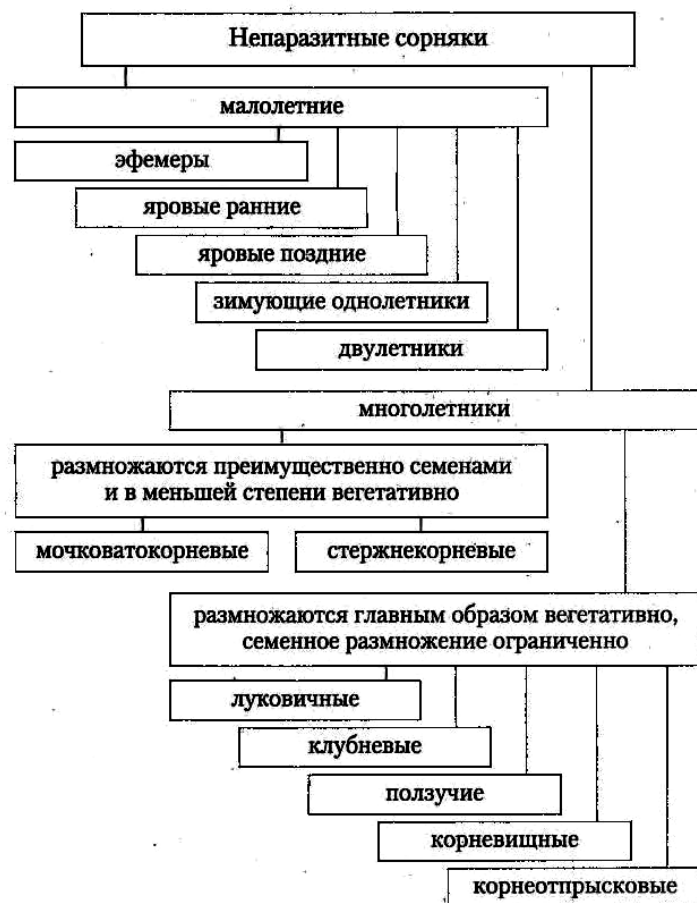 Непаразитные сорняки
малолетние
эфемеры
яровые ранние
яровые поздние
зимующие однолетники
двулетники
многолетники
размножаются преимущественно семенами
и в меньшей степени вегетативно
мочковатокорневые
стержнекорневые
размножаются главным образом вегетативно,
семенное размножение ограниченно
луковичные
клубневые
ползучие
корневищные
корнеотпрысковые